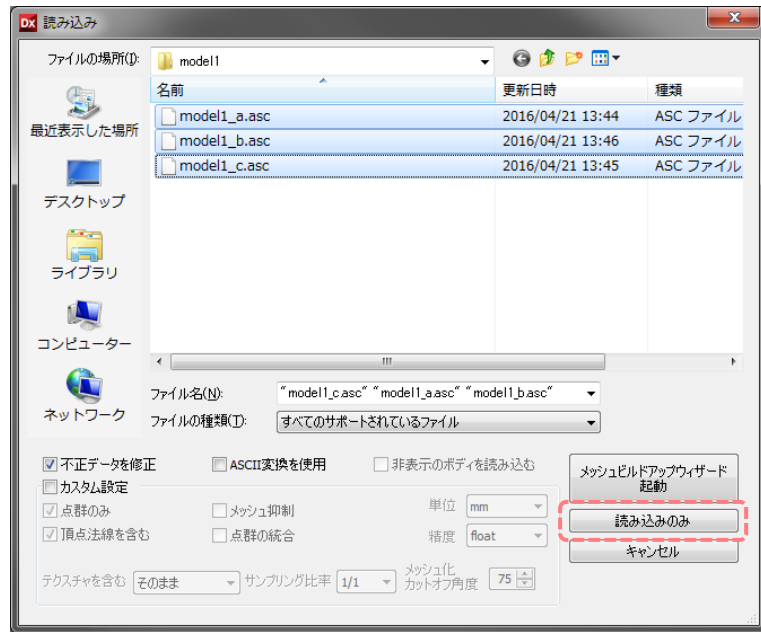 Dx 読み込み
ファイルの場所(I): model1
名前 更新日時 種類
model1_a.asc 2016/04/21 13:44 ASC ファイル
model1_b.asc 2016/04/21 13:46 ASC ファイル
model1_c.asc 2016/04/21 13:45 ASC ファイル
最近表示した場所
デスクトップ
ライブラリ
コンピューター
ネットワーク
ファイル名(N): "model1_c.asc" "model1_a.asc" "model1_b.asc"
ファイルの種類(T): すべてのサポートされているファイル
不正データを修正 ASCII変換を使用 非表示のボディを読み込む
カスタム設定
点群のみ メッシュ抑制 単位 mm
頂点法線を含む 点群の統合 精度 float
テクスチャを含む そのまま サンプリング比率 1/1 メッシュ化
カットオフ角度 75
メッシュビルドアップウィザード
起動
読み込みのみ
キャンセル